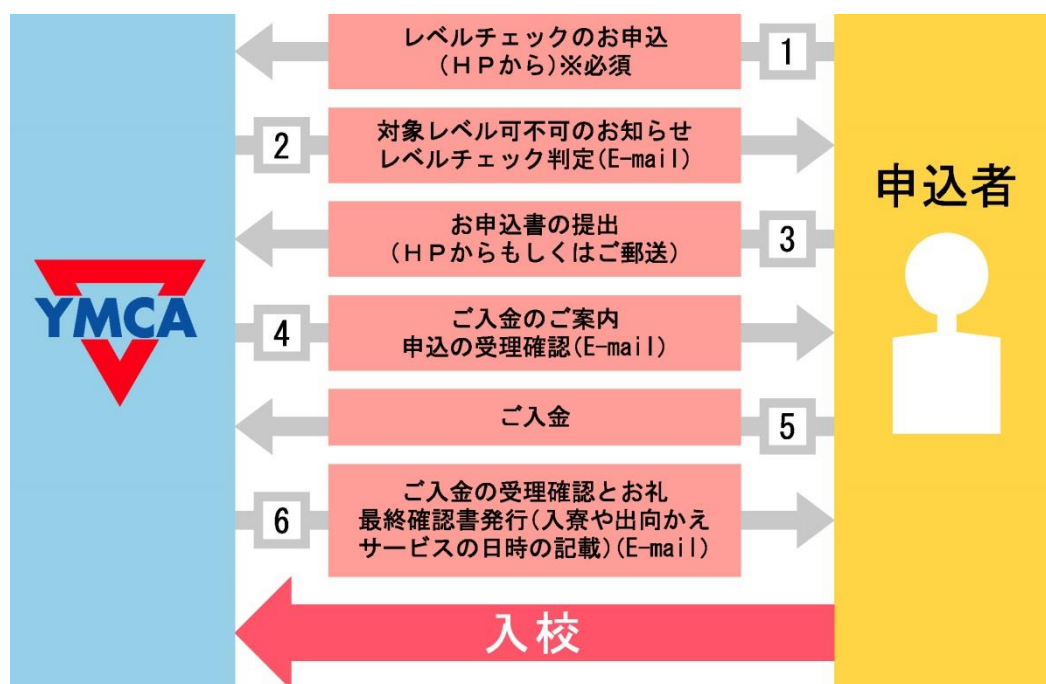 レベルチェックのお申込
(HPから)※必須
1
2
対象レベル可不可のお知らせ
レベルチェック判定(E-mail)
申込者
お申込書の提出
(HPからもしくはご郵送)
3
YMCA
4
ご入金のご案内
申込の受理確認(E-mail)
ご入金
5
6
ご入金の受理確認とお礼
最終確認書発行(入寮や出向かえ
サービスの日時の記載)(E-mail)
入校